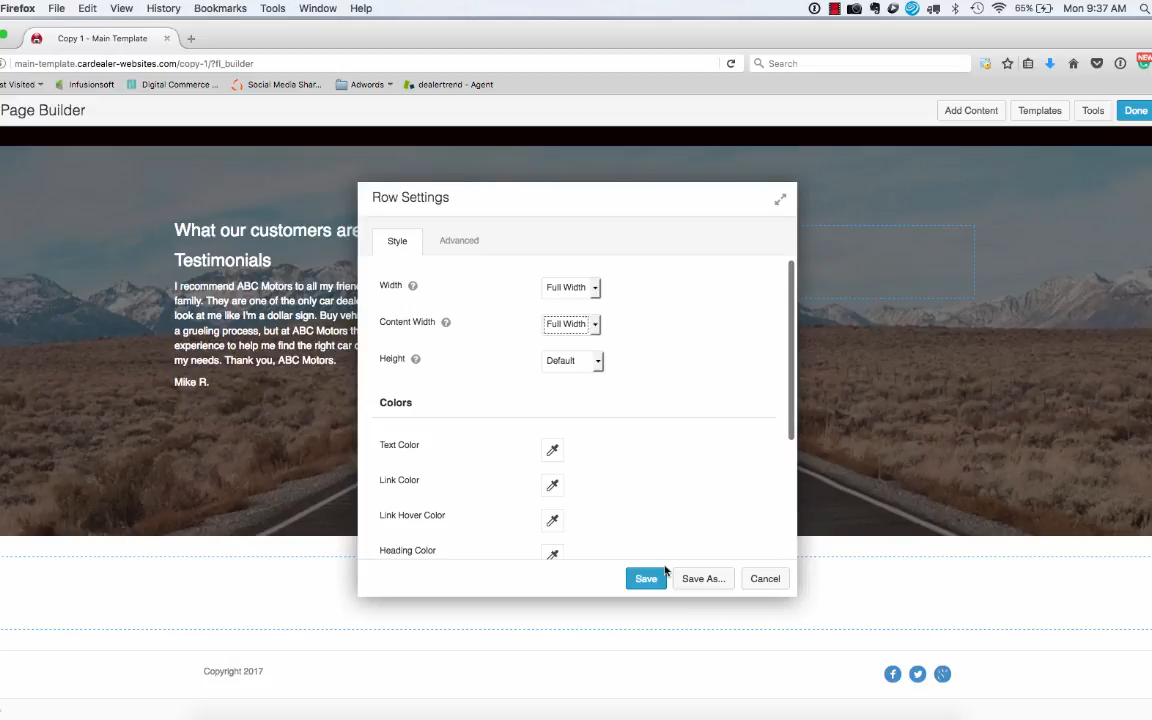 Firefox File Edit View History Tools Window Help 65% Mon 9:37 AM
Copy 1 - Main Template
main-template.cardealer-websites.com/copy-1/?fl_builder Search
st Visited Infusionsoft Digital Commerce ... Social Media Shar... Adwords dealertrend - Agent NEW
Page Builder Add Content Templates Tools Done
Row Settings
Style Advanced
What our customers are
Testimonials
I recommend ABC Motors to all my frien
family. They are one of the only car deal
look at me like I'm a dollar sign. Buy veh
a grueling process, but at ABC Motors th
experience to help me find the right car
my needs. Thank you, ABC Motors.
Mike R.
Width ? Full Width
Content Width ? Full Width
Height ? Default
Colors
Text Color
Link Color
Link Hover Color
Heading Color
Save Save As... Cancel
Copyright 2017